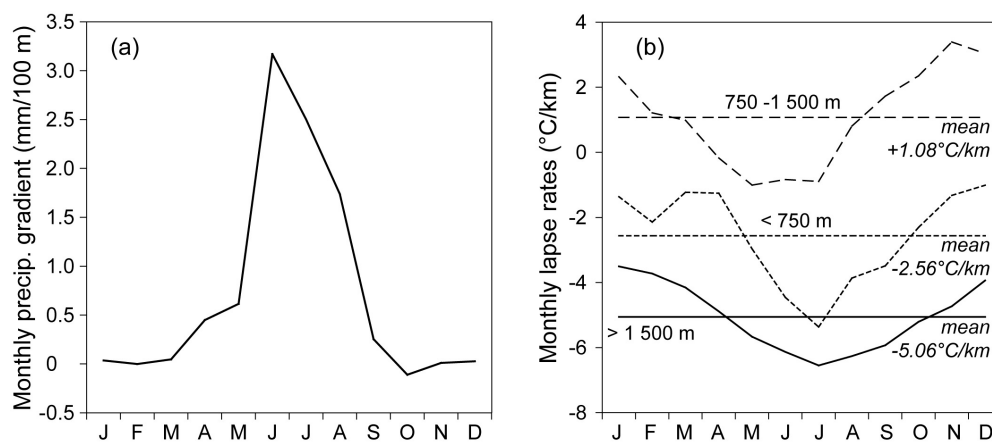 (a)
Monthly precip. gradient (mm/100 m)
3.5
3.0
2.5
2.0
1.5
1.0
0.5
0
-0.5
J F M A M J J A S O N D
(b)
Monthly lapse rates (°C/km)
4
2
0
-2
-4
-6
-8
750 -1 500 m
mean
+1.08°C/km
< 750 m
mean
-2.56°C/km
> 1 500 m
mean
-5.06°C/km
J F M A M J J A S O N D